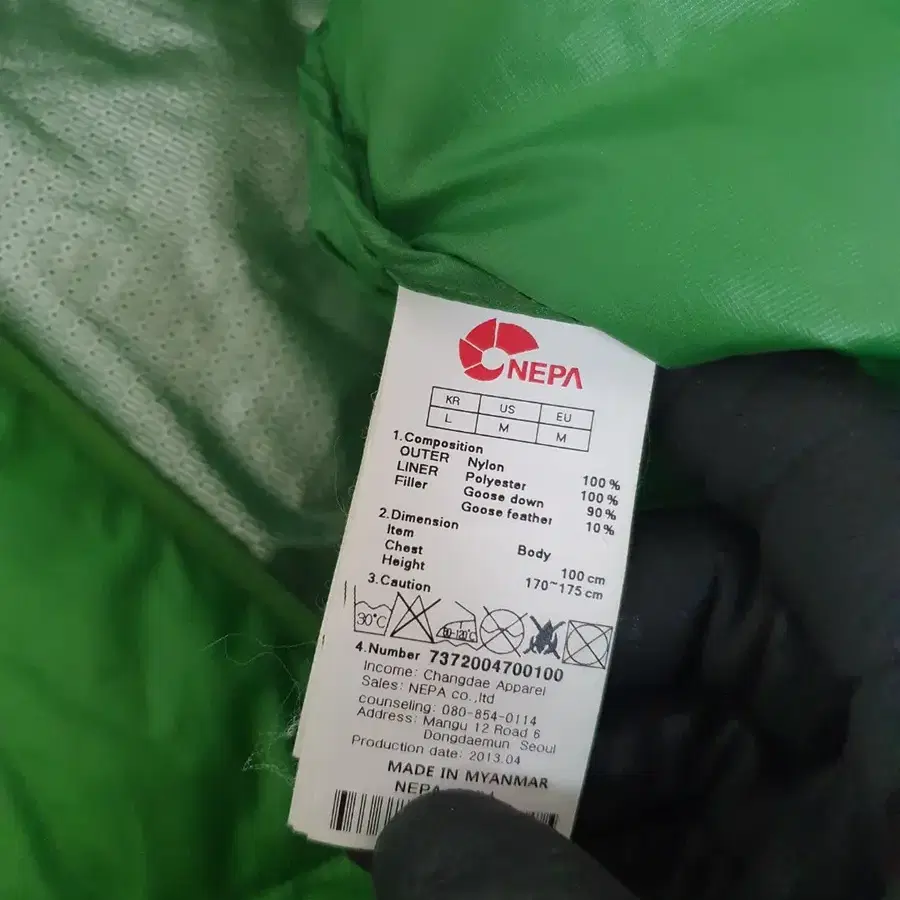 NEPA
KR US EU
L M M
1.Composition
OUTER Nylon 100%
LINER Polyester 100%
Filler Goose down 90%
Goose feather 10%
2.Dimension
Item Body
Chest 100 cm
Height 170~175 cm
3.Caution
30°C 80~120°C
4.Number 7372004700100
Income: Changdae Apparel
Sales: NEPA co.,ltd
counseling: 080-854-0114
Address: Mangu 12 Road 6
Dongdaemun Seoul
Production date: 2013.04
MADE IN MYANMAR
NEPA